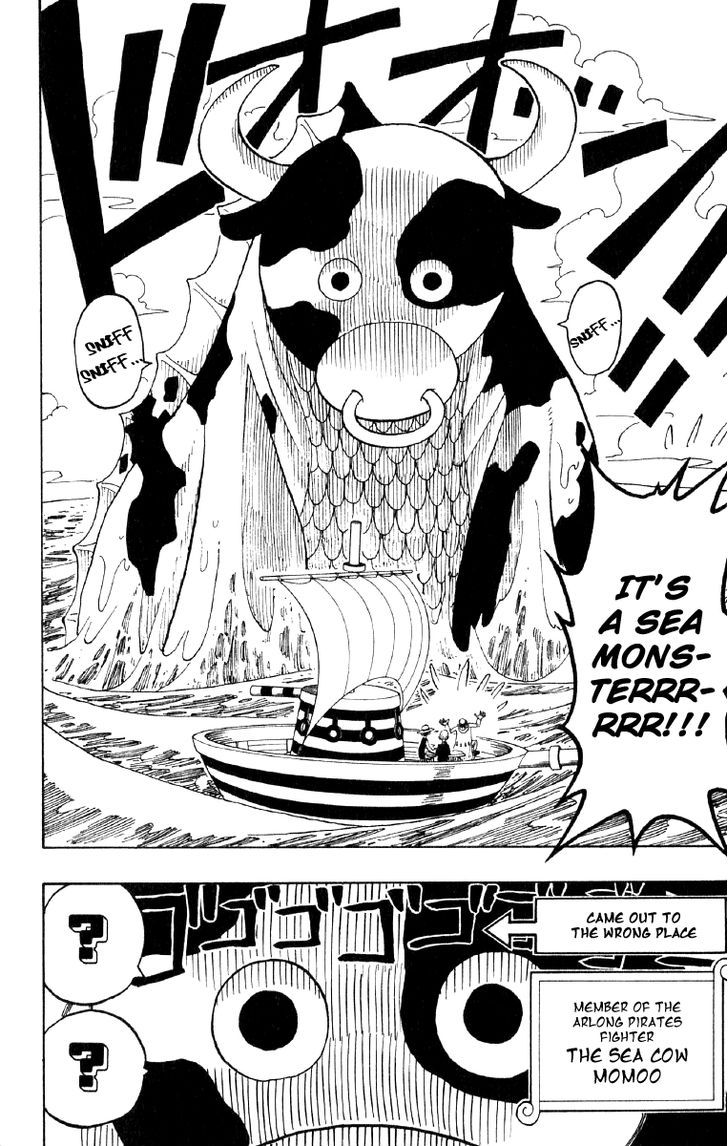 ドオオン!!
SNIFF
SNIFF...
SNIFF...
IT'S
A SEA
MONS-
TERRR-
RRR!!!
?
?
ゴゴゴゴゴ
CAME OUT TO
THE WRONG PLACE
MEMBER OF THE
ARLONG PIRATES
FIGHTER
THE SEA COW
MOMOO